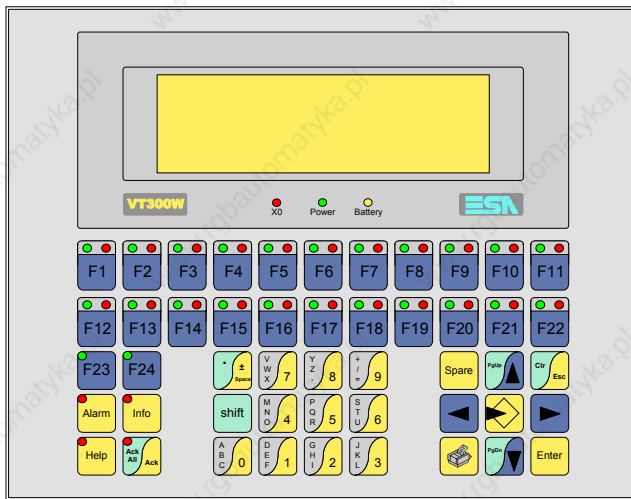 VT300W
X0 Power Battery
ESA
F1 F2 F3 F4 F5 F6 F7 F8 F9 F10 F11
F12 F13 F14 F15 F16 F17 F18 F19 F20 F21 F22
F23 F24
. ± Space
V W X 7
Y Z - 8
+ / = 9
Spare
PgUp
Clr Esc
Alarm Info
shift
M N O 4
P Q R 5
S T U 6
Help
Ack All Ack
A B C 0
D E F 1
G H I 2
J K L 3
PgDn
Enter
www.rgbautomatyka.pl